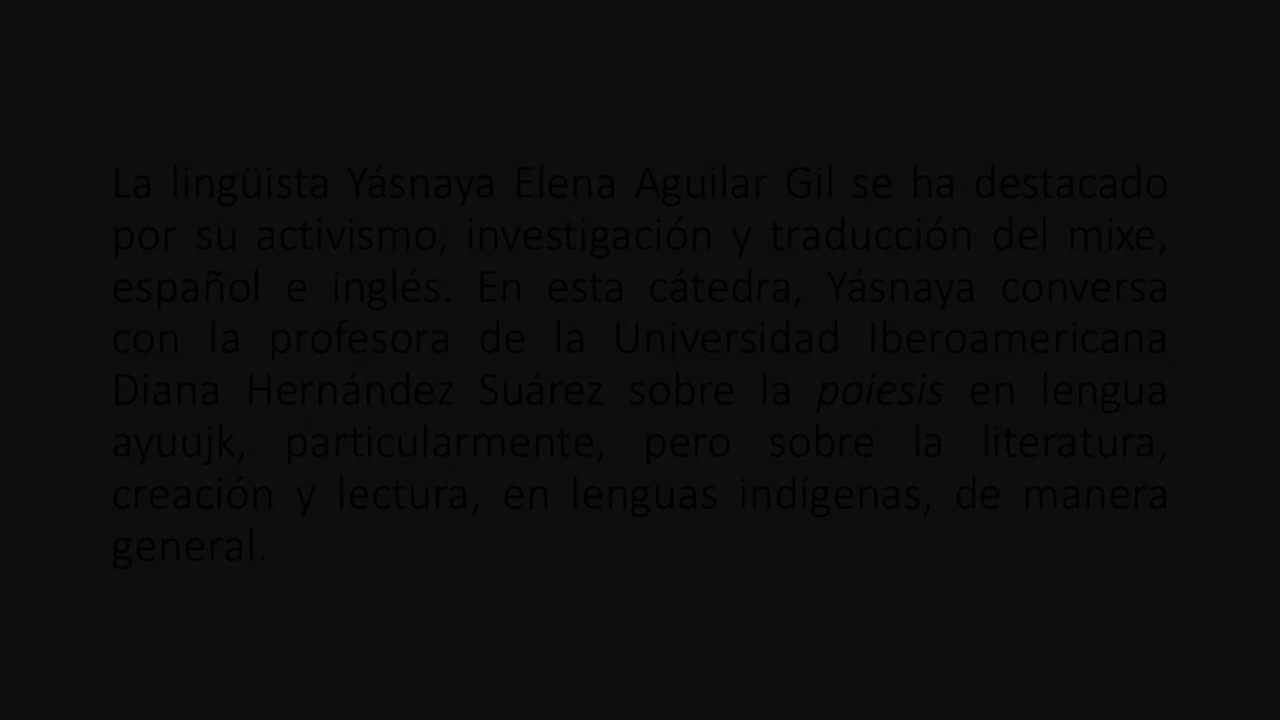 La lingüista Yásnaya Elena Aguilar Gil se ha destacado
por su activismo, investigación y traducción del mixe,
español e inglés. En esta cátedra, Yásnaya conversa
con la profesora de la Universidad Iberoamericana
Diana Hernández Suárez sobre la poiesis en lengua
ayuujk, particularmente, pero sobre la literatura,
creación y lectura, en lenguas indígenas, de manera
general.